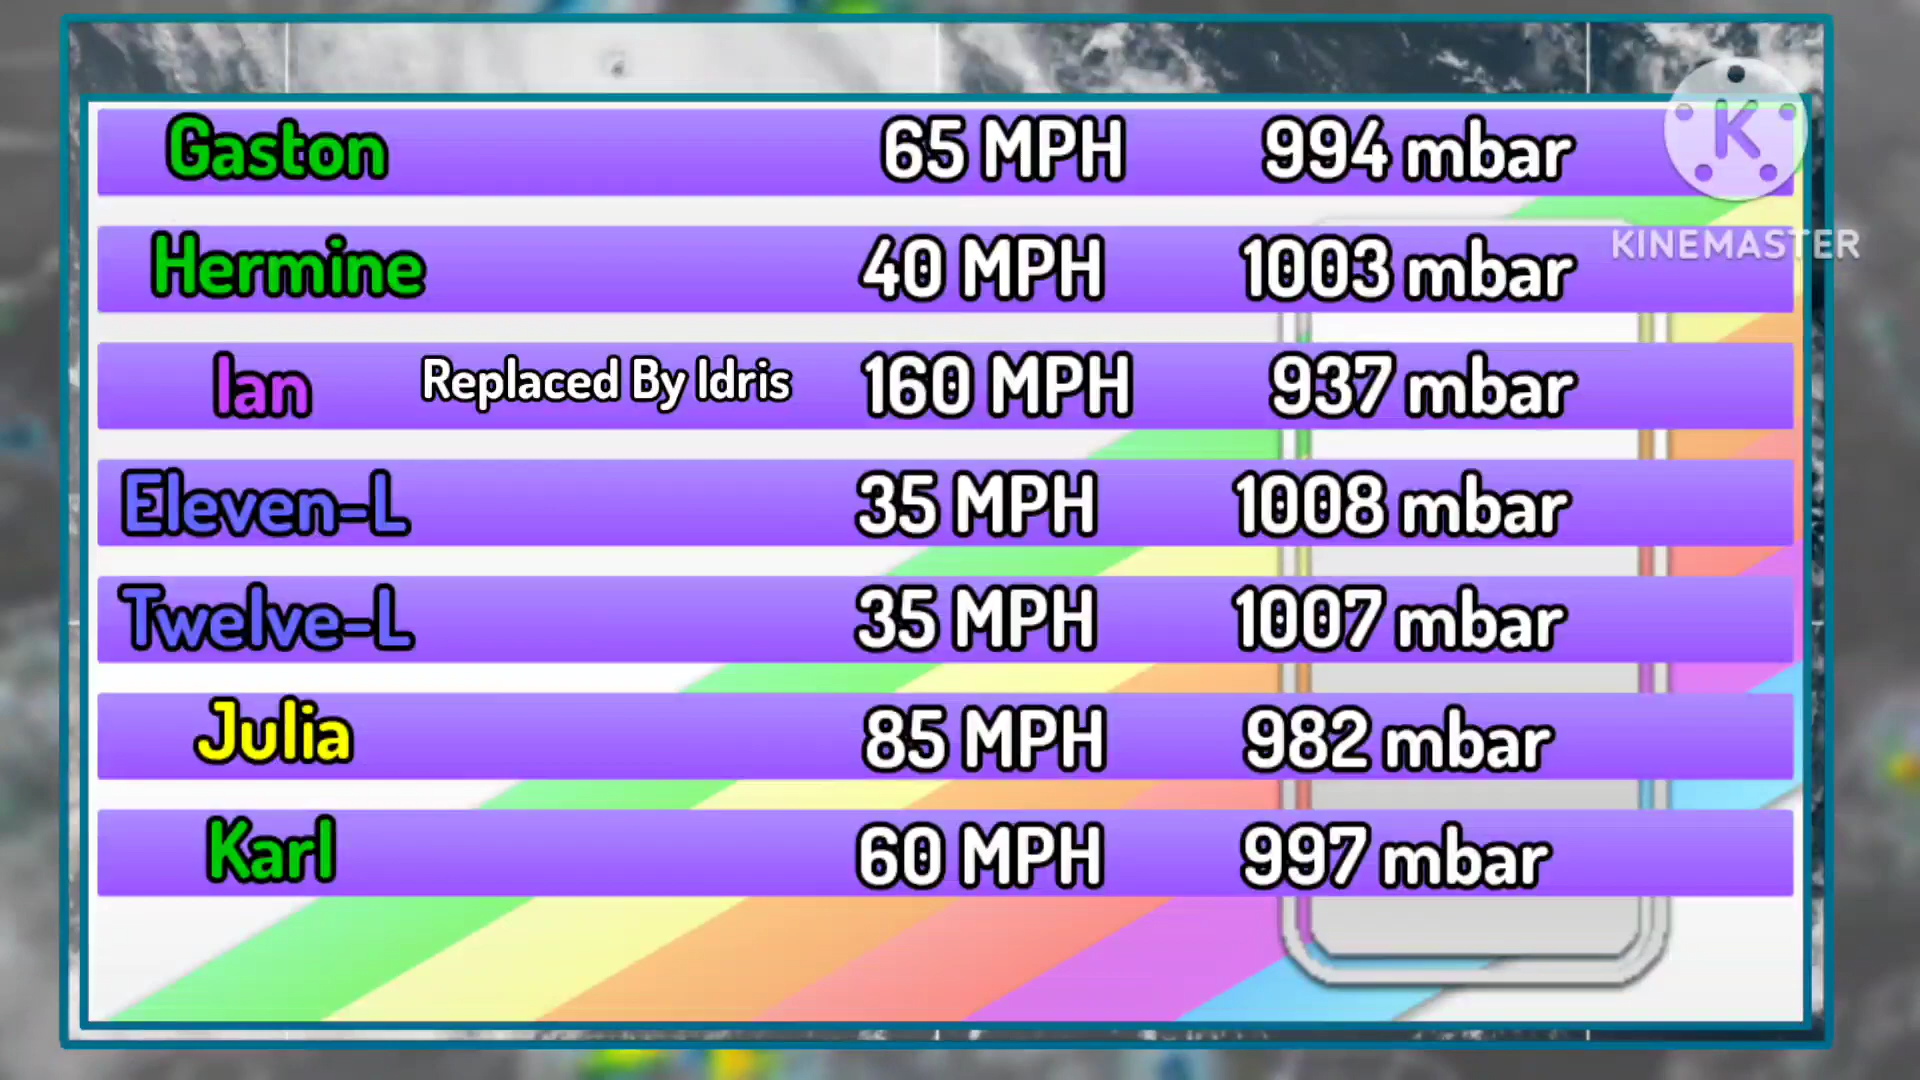 Gaston 65 MPH 994 mbar
K
KINEMASTER
Hermine 40 MPH 1003 mbar
Ian Replaced By Idris 160 MPH 937 mbar
Eleven-L 35 MPH 1008 mbar
Twelve-L 35 MPH 1007 mbar
Julia 85 MPH 982 mbar
Karl 60 MPH 997 mbar